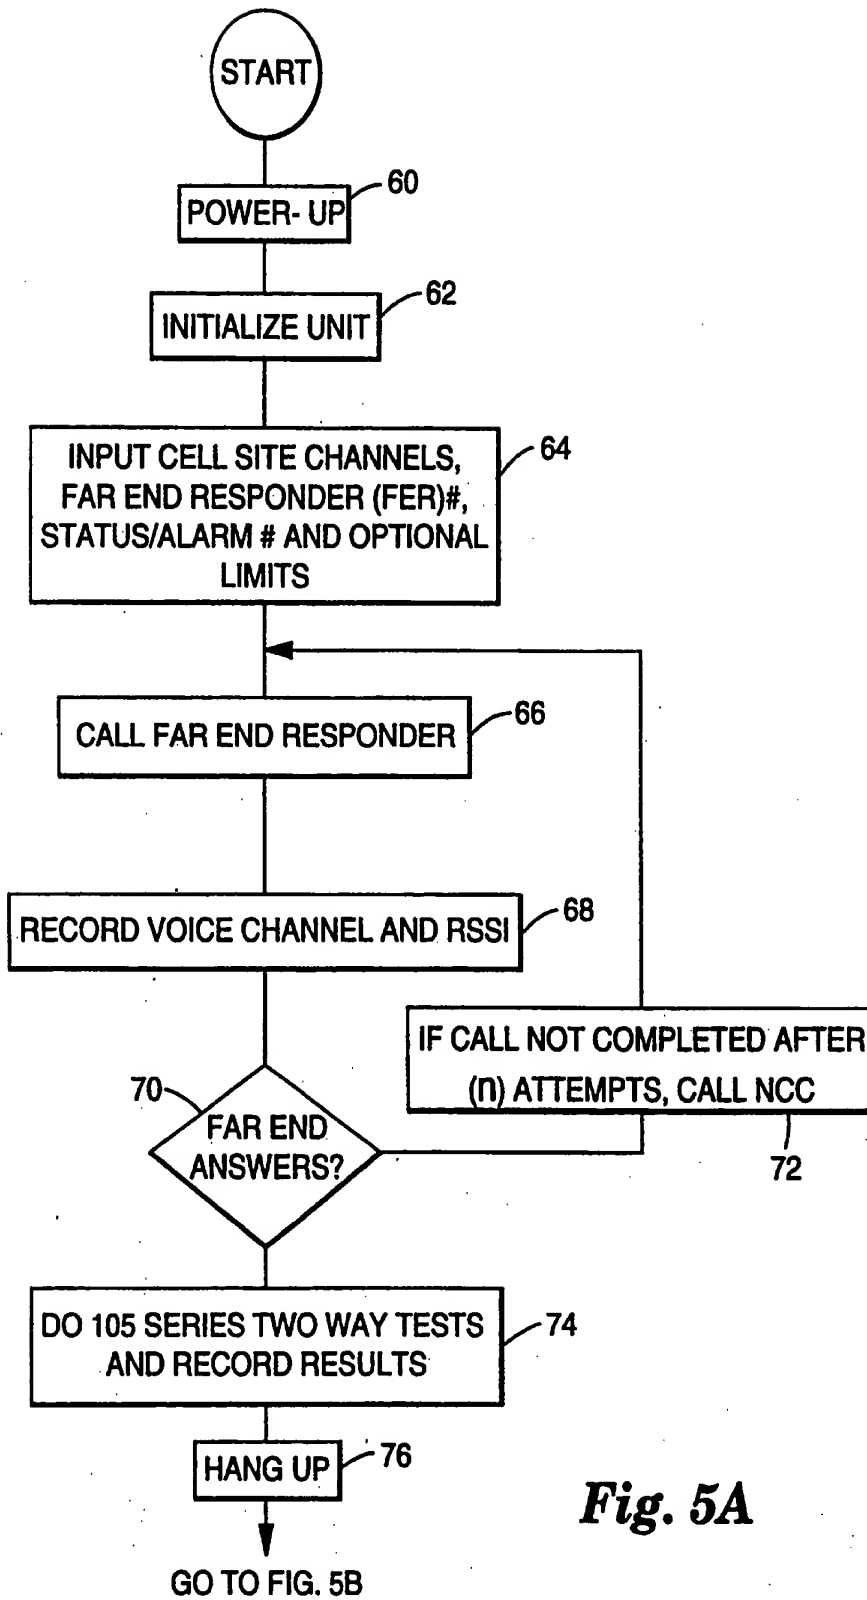 START
60
POWER- UP
62
INITIALIZE UNIT
64
INPUT CELL SITE CHANNELS,
FAR END RESPONDER (FER)#,
STATUS/ALARM # AND OPTIONAL
LIMITS
66
CALL FAR END RESPONDER
68
RECORD VOICE CHANNEL AND RSSI
IF CALL NOT COMPLETED AFTER
(n) ATTEMPTS, CALL NCC
72
70
FAR END
ANSWERS?
DO 105 SERIES TWO WAY TESTS
AND RECORD RESULTS
74
HANG UP
76
GO TO FIG. 5B
Fig. 5A